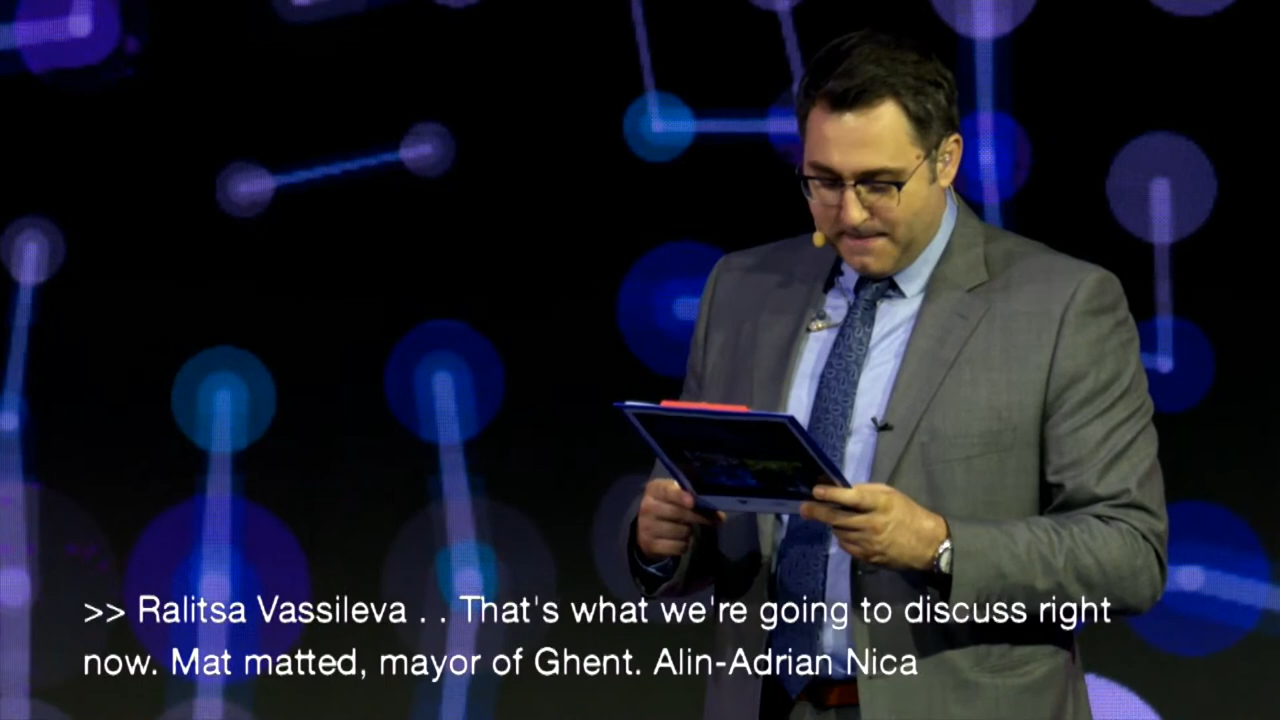 >> Ralitsa Vassileva . . That's what we're going to discuss right
now. Mat matted, mayor of Ghent. Alin-Adrian Nica